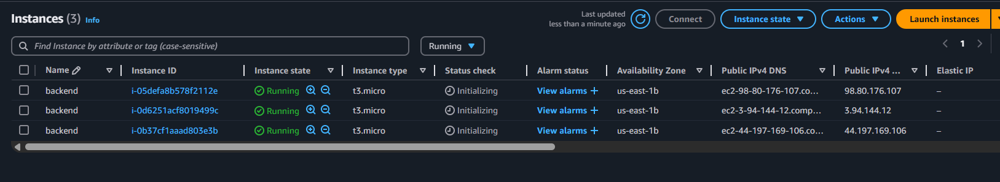 Instances (3) Info
Last updated
less than a minute ago
Connect
Instance state
Actions
Launch instances
Find Instance by attribute or tag (case-sensitive)
Running
1
Name Instance ID Instance state Instance type Status check Alarm status Availability Zone Public IPv4 DNS Public IPv4 ... Elastic IP
backend i-05defa8b578f2112e Running t3.micro Initializing View alarms + us-east-1b ec2-98-80-176-107.co... 98.80.176.107 –
backend i-0d6251acf8019499c Running t3.micro Initializing View alarms + us-east-1b ec2-3-94-144-12.comp... 3.94.144.12 –
backend i-0b37cf1aaad803e3b Running t3.micro Initializing View alarms + us-east-1b ec2-44-197-169-106.co... 44.197.169.106 –